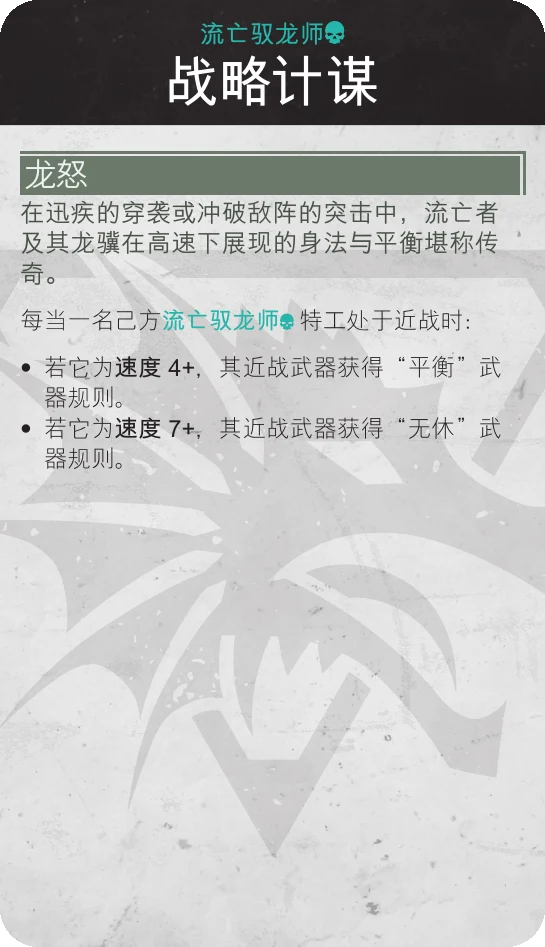 流亡驭龙师
战略计谋
龙怒
在迅疾的穿袭或冲破敌阵的突击中，流亡者
及其龙骥在高速下展现的身法与平衡堪称传
奇。
每当一名己方流亡驭龙师特工处于近战时：
• 若它为速度 4+，其近战武器获得“平衡”武
器规则。
• 若它为速度 7+，其近战武器获得“无休”武
器规则。